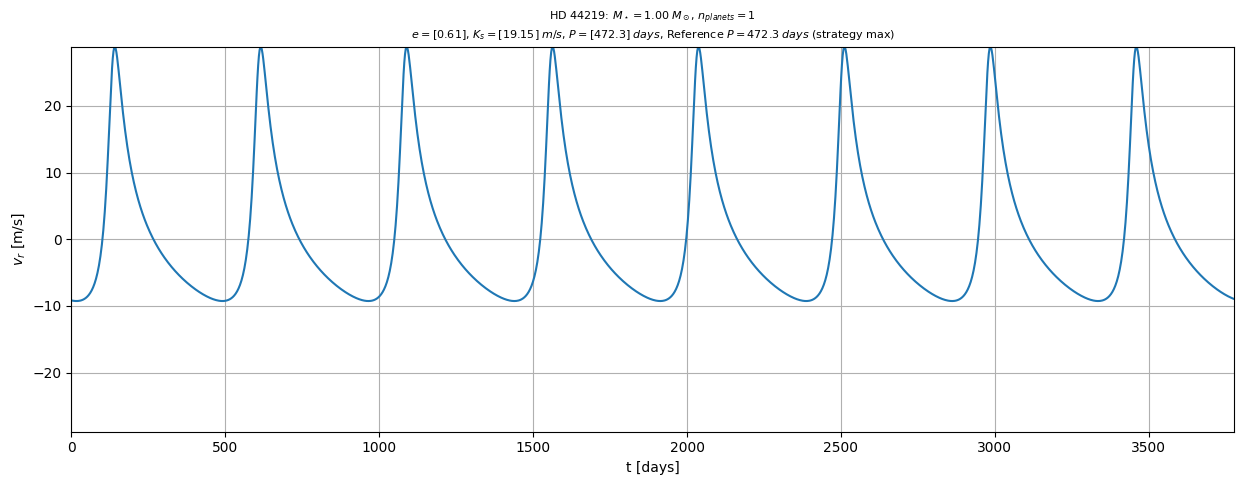 HD 44219: M⋆ = 1.00 M⊙, nplanets = 1
e = [0.61], Ks = [19.15] m/s, P = [472.3] days, Reference P = 472.3 days (strategy max)
20
10
0
−10
−20
vr [m/s]
0 500 1000 1500 2000 2500 3000 3500
t [days]